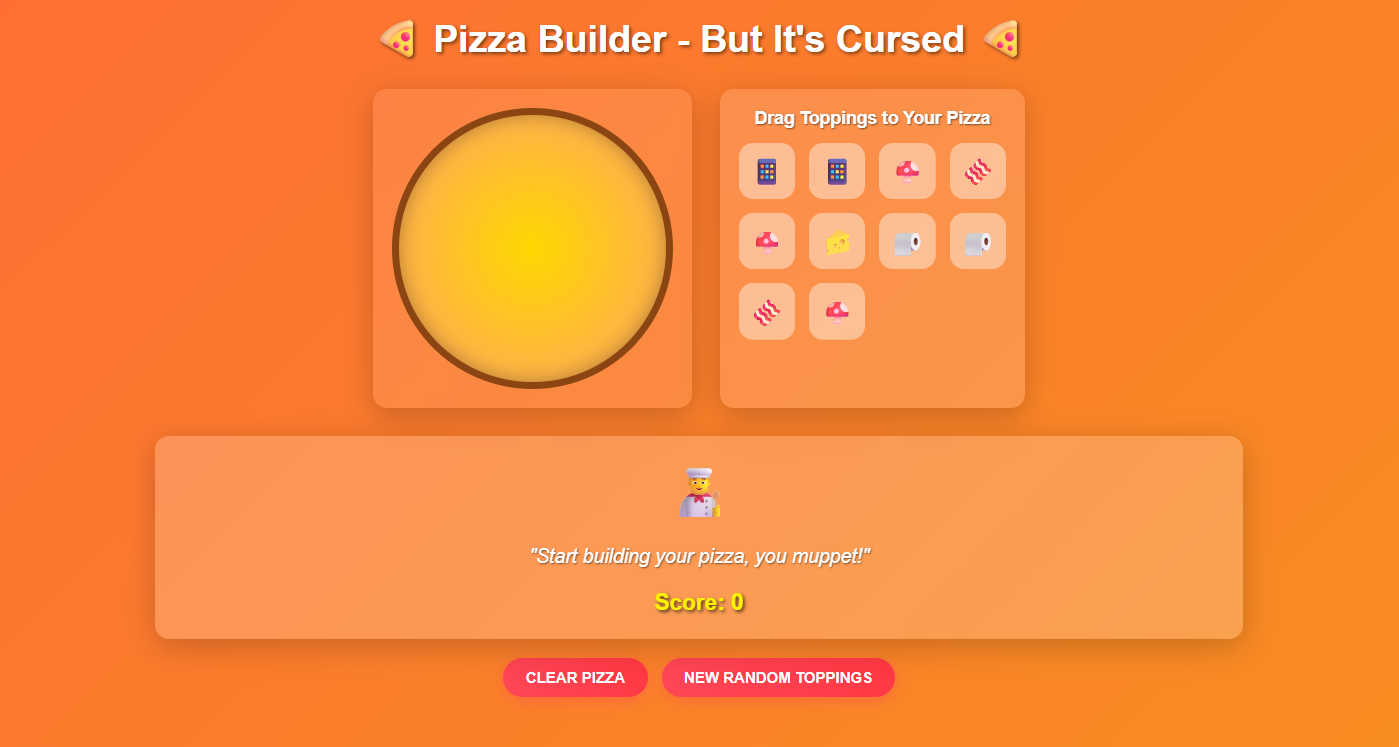 🍕 Pizza Builder - But It's Cursed 🍕
Drag Toppings to Your Pizza
"Start building your pizza, you muppet!"
Score: 0
CLEAR PIZZA
NEW RANDOM TOPPINGS